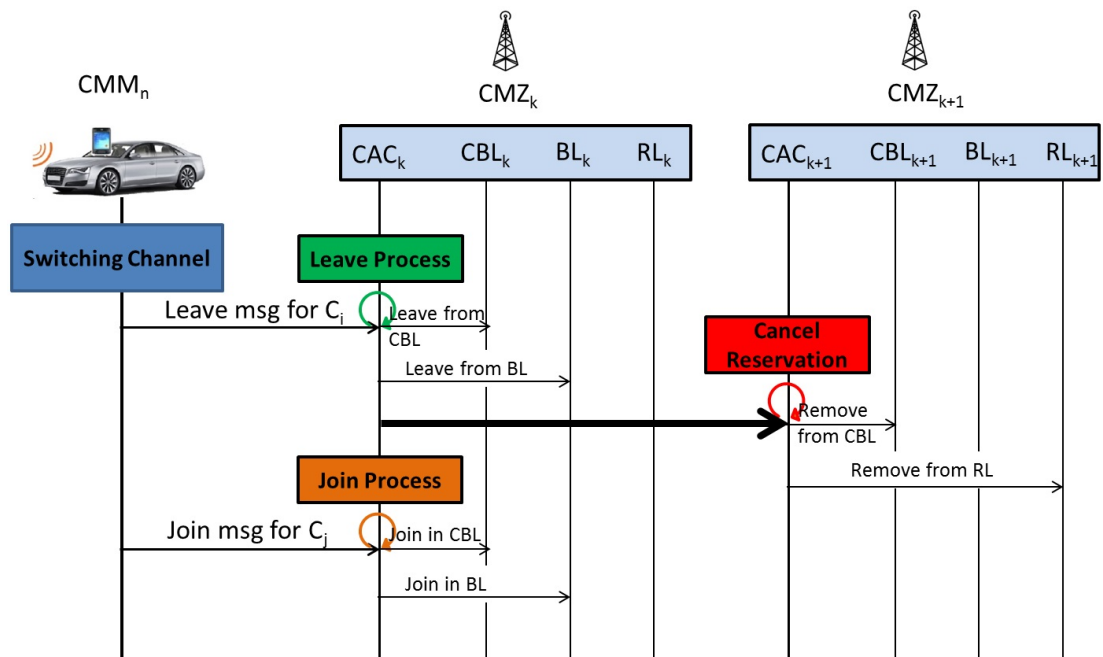 CMMₙ
CMZₖ
CMZₖ₊₁
CACₖ CBLₖ BLₖ RLₖ
CACₖ₊₁ CBLₖ₊₁ BLₖ₊₁ RLₖ₊₁
Switching Channel
Leave Process
Leave msg for Cᵢ
Leave from
CBL
Leave from BL
Cancel
Reservation
Remove
from CBL
Remove from RL
Join Process
Join msg for Cⱼ
Join in CBL
Join in BL